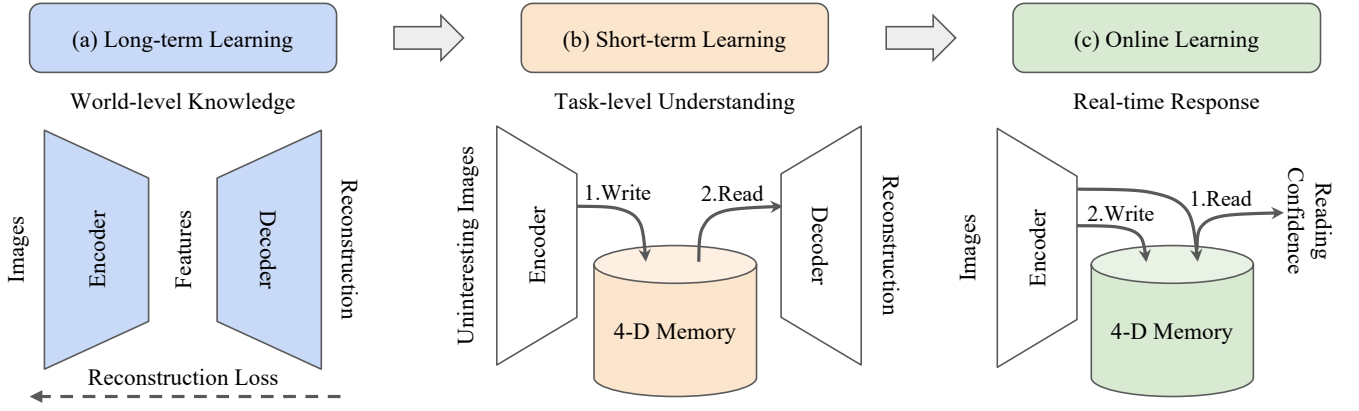 (a) Long-term Learning
(b) Short-term Learning
(c) Online Learning
World-level Knowledge
Task-level Understanding
Real-time Response
Images
Encoder
Features
Decoder
Reconstruction
Reconstruction Loss
Uninteresting Images
Encoder
1.Write
2.Read
4-D Memory
Decoder
Reconstruction
Images
Encoder
2.Write
1.Read
4-D Memory
Reading
Confidence